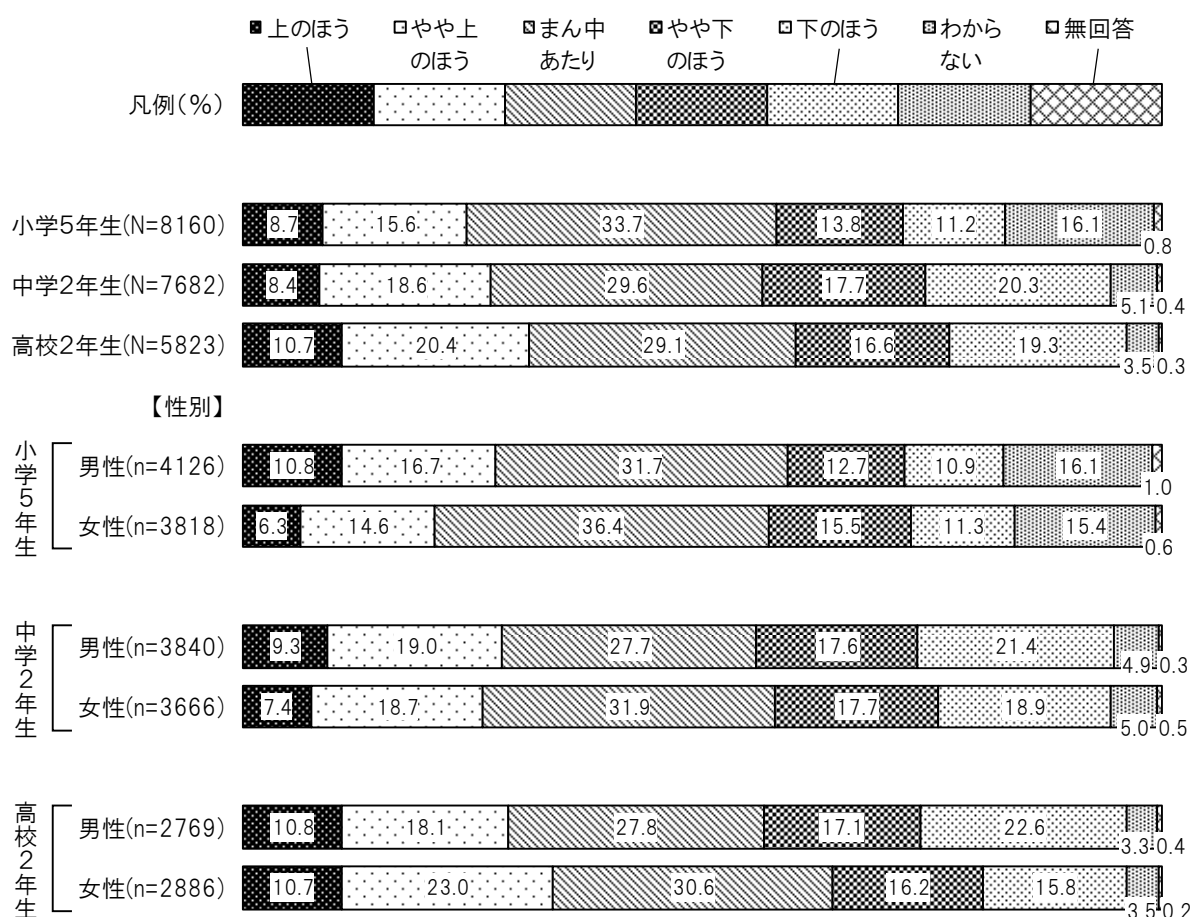 上のほう
やや上
のほう
まん中
あたり
やや下
のほう
下のほう
わから
ない
無回答
凡例(%)
小学5年生(N=8160) 8.7 15.6 33.7 13.8 11.2 16.1 0.8
中学2年生(N=7682) 8.4 18.6 29.6 17.7 20.3 5.1 0.4
高校2年生(N=5823) 10.7 20.4 29.1 16.6 19.3 3.5 0.3
【性別】
小学5年生
男性(n=4126) 10.8 16.7 31.7 12.7 10.9 16.1 1.0
女性(n=3818) 6.3 14.6 36.4 15.5 11.3 15.4 0.6
中学2年生
男性(n=3840) 9.3 19.0 27.7 17.6 21.4 4.9 0.3
女性(n=3666) 7.4 18.7 31.9 17.7 18.9 5.0 0.5
高校2年生
男性(n=2769) 10.8 18.1 27.8 17.1 22.6 3.3 0.4
女性(n=2886) 10.7 23.0 30.6 16.2 15.8 3.5 0.2